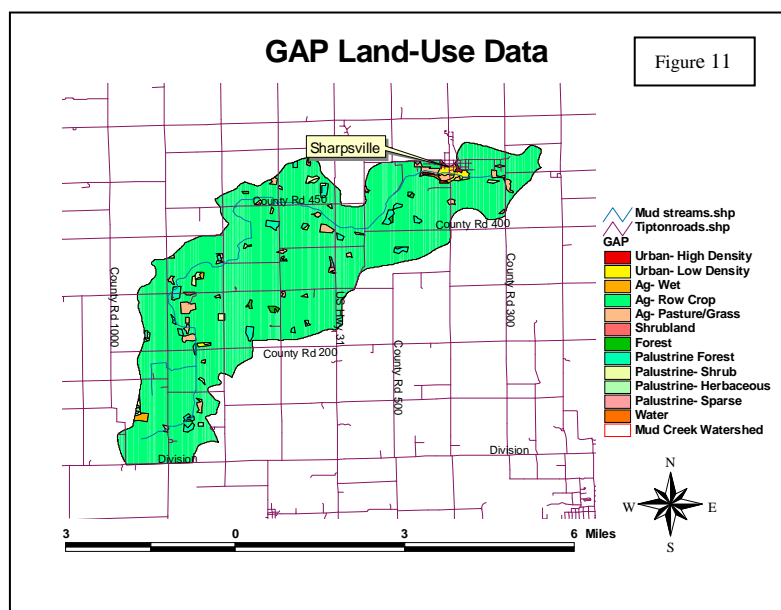 GAP Land-Use Data
Figure 11
Sharpsville
County Rd 450
County Rd 400
County Rd 1000
US Hwy 31
County Rd 300
County Rd 200
County Rd 500
Division
Division
Mud streams.shp
Tiptonroads.shp
GAP
Urban- High Density
Urban- Low Density
Ag- Wet
Ag- Row Crop
Ag- Pasture/Grass
Shrubland
Forest
Palustrine Forest
Palustrine- Shrub
Palustrine- Herbaceous
Palustrine- Sparse
Water
Mud Creek Watershed
N
W E
S
3 0 3 6 Miles